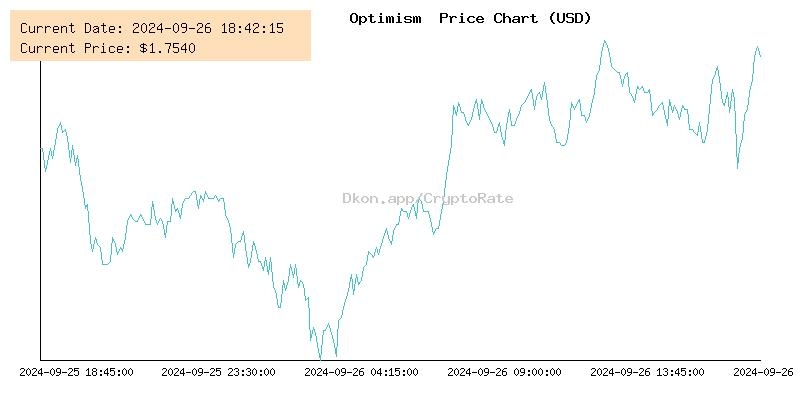 Optimism Price Chart (USD)
Current Date: 2024-09-26 18:42:15
Current Price: $1.7540
Dkon.app/CryptoRate
2024-09-25 18:45:00 2024-09-25 23:30:00 2024-09-26 04:15:00 2024-09-26 09:00:00 2024-09-26 13:45:00 2024-09-26